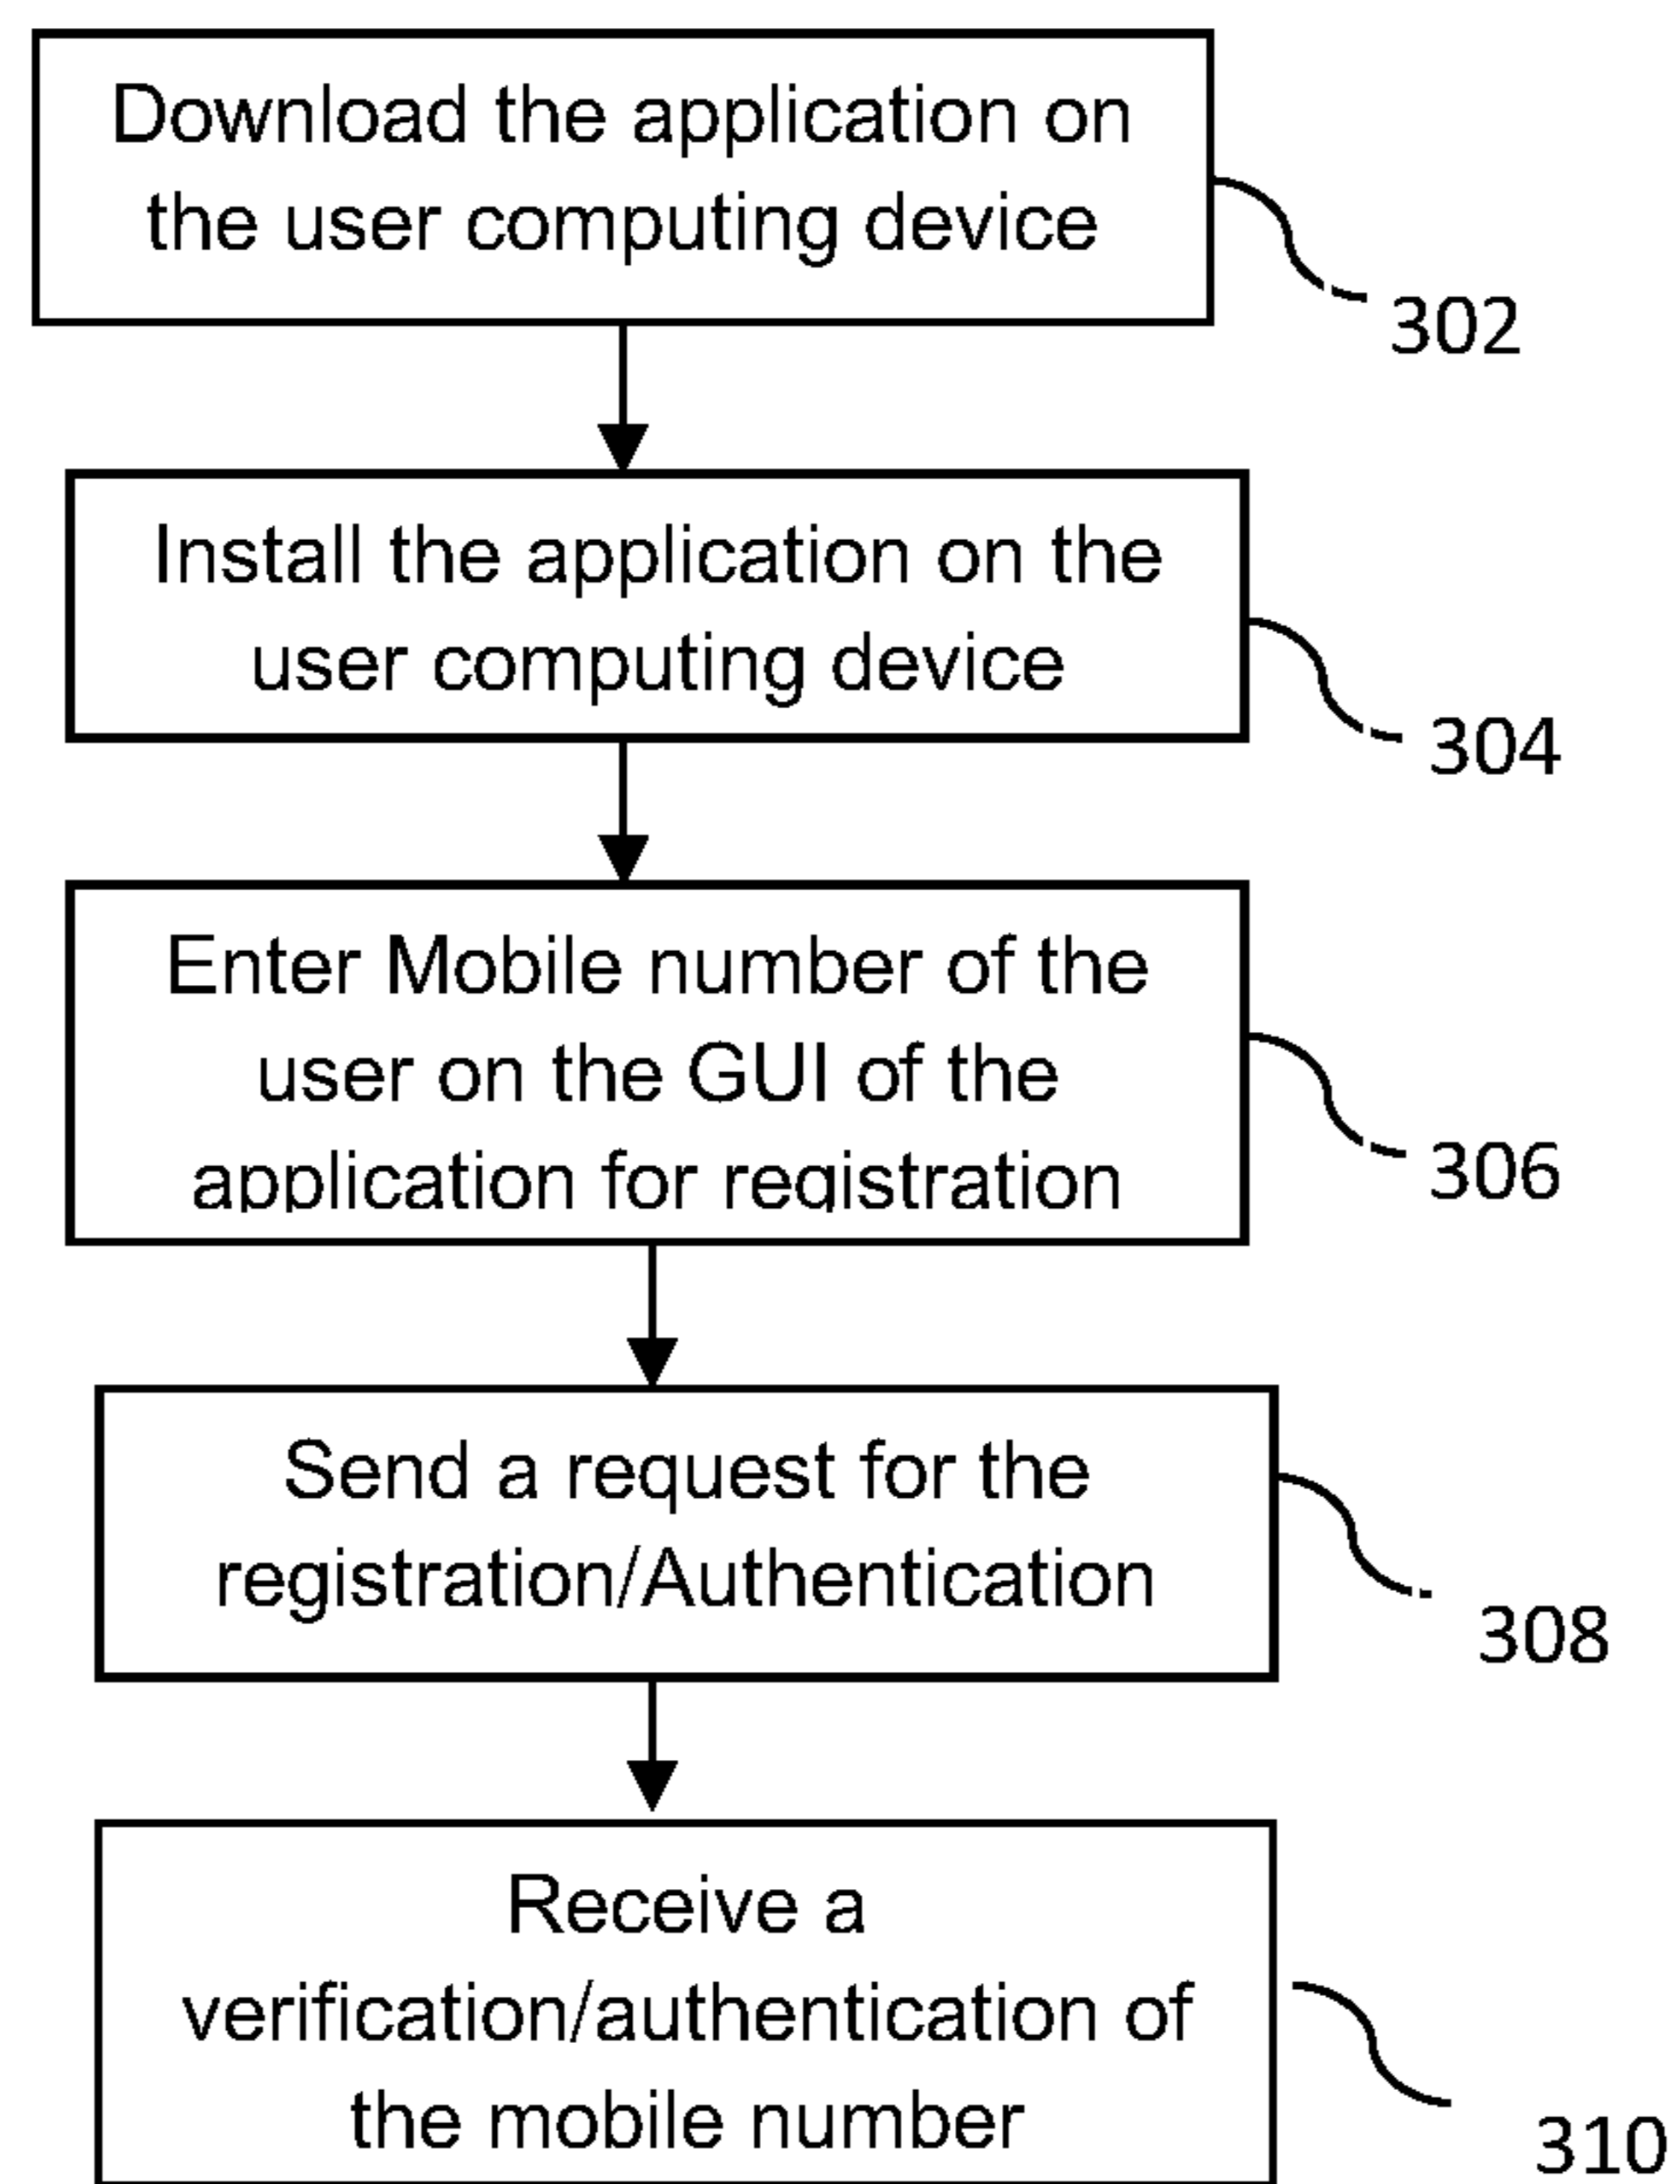 Download the application on
the user computing device
302
Install the application on the
user computing device
304
Enter Mobile number of the
user on the GUI of the
application for registration
306
Send a request for the
registration/Authentication
308
Receive a
verification/authentication of
the mobile number
310